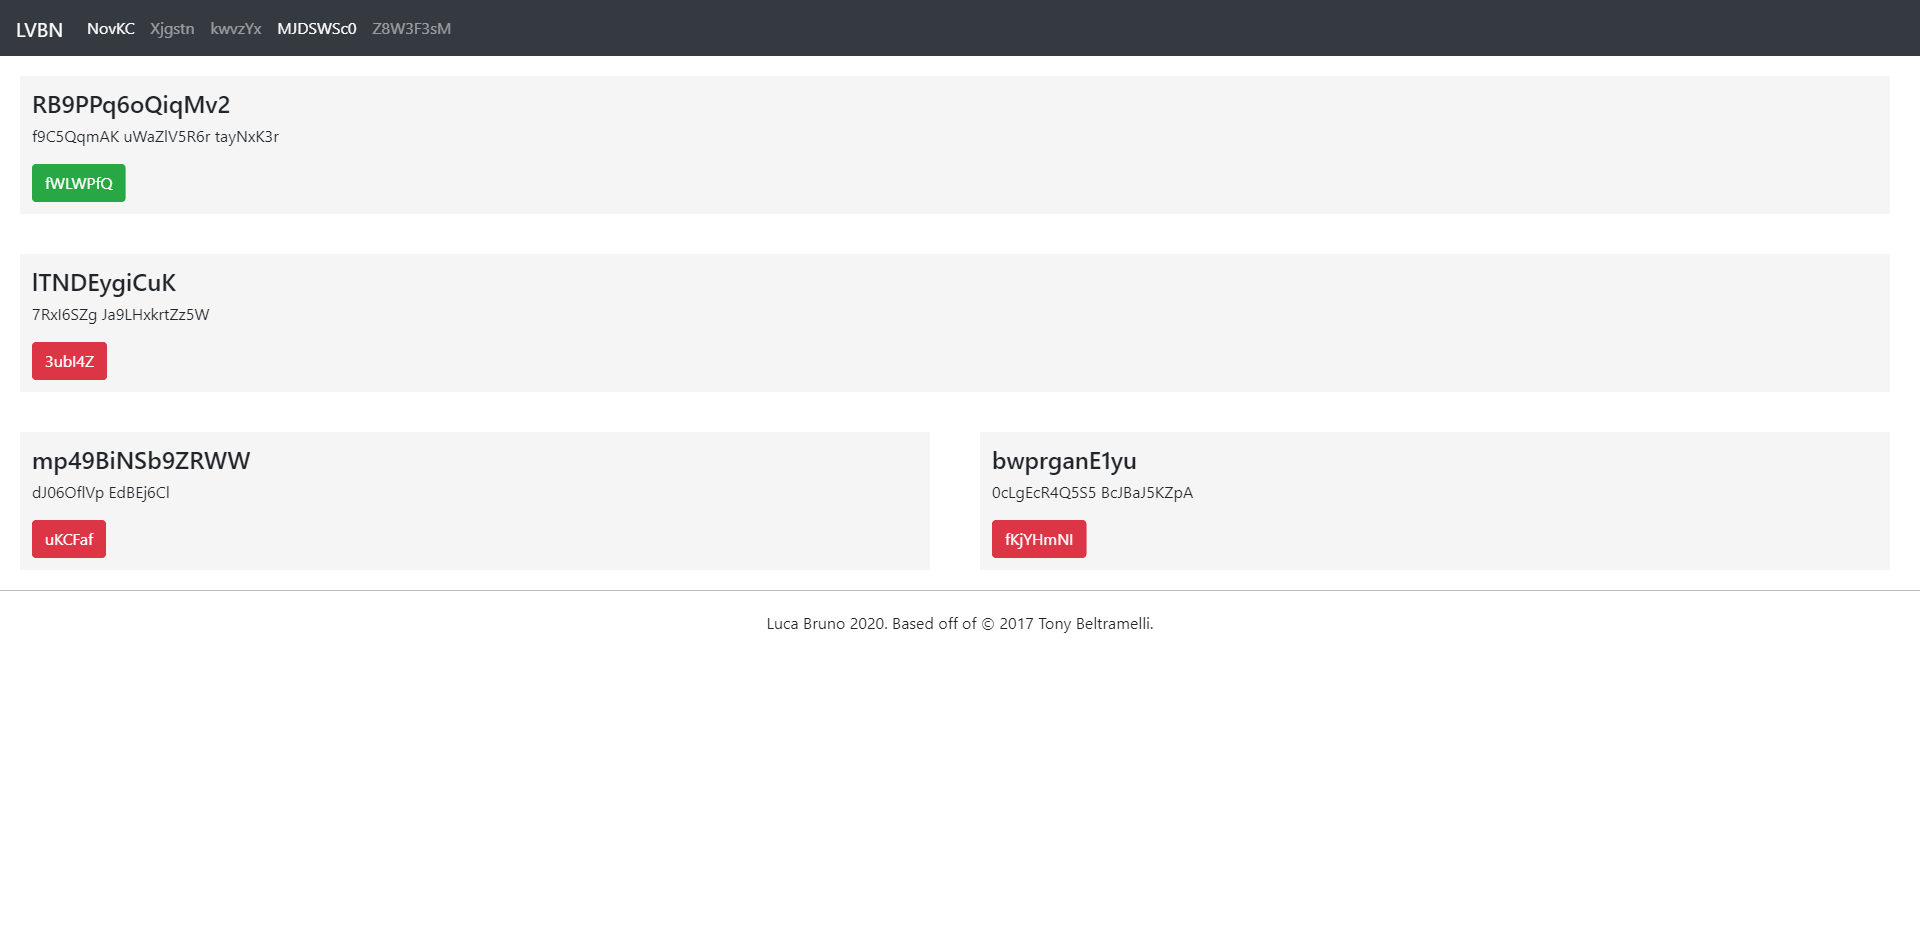 LVBN NovKC Xjgstn kwvzYx MJDSWSc0 Z8W3F3sM
RB9PPq6oQiqMv2
f9C5QqmAK uWaZlV5R6r tayNxK3r
fWLWPfQ
lTNDEygiCuK
7RxI6SZg Ja9LHxkrtZz5W
3ubI4Z
mp49BiNSb9ZRWW
dJ06OflVp EdBEj6Cl
uKCFaf
bwprganE1yu
0cLgEcR4Q5S5 BcJBaJ5KZpA
fKjYHmNl
Luca Bruno 2020. Based off of © 2017 Tony Beltramelli.